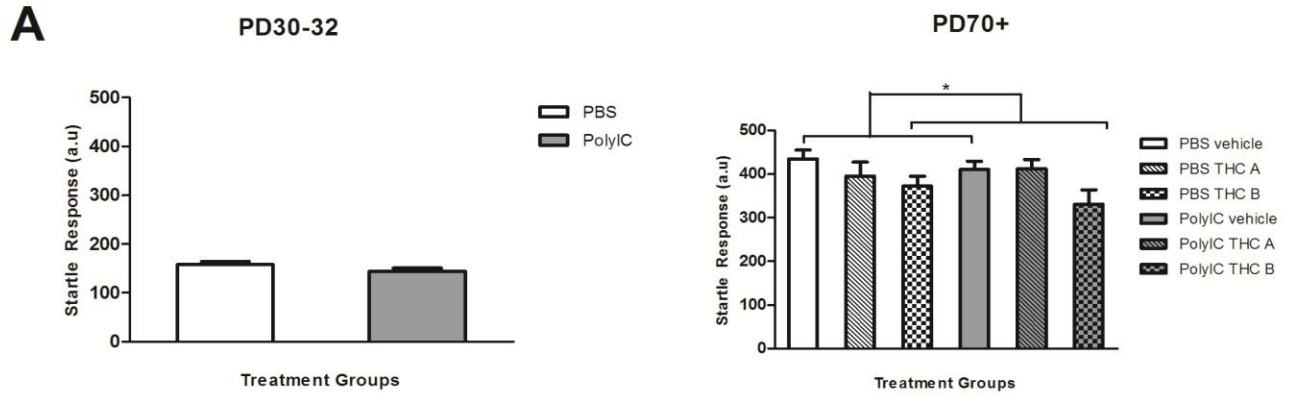 A
PD30-32
Startle Response (a.u)
500
400
300
200
100
0
Treatment Groups
PBS
PolyIC
PD70+
*
Startle Response (a.u)
500
400
300
200
100
0
Treatment Groups
PBS vehicle
PBS THC A
PBS THC B
PolyIC vehicle
PolyIC THC A
PolyIC THC B